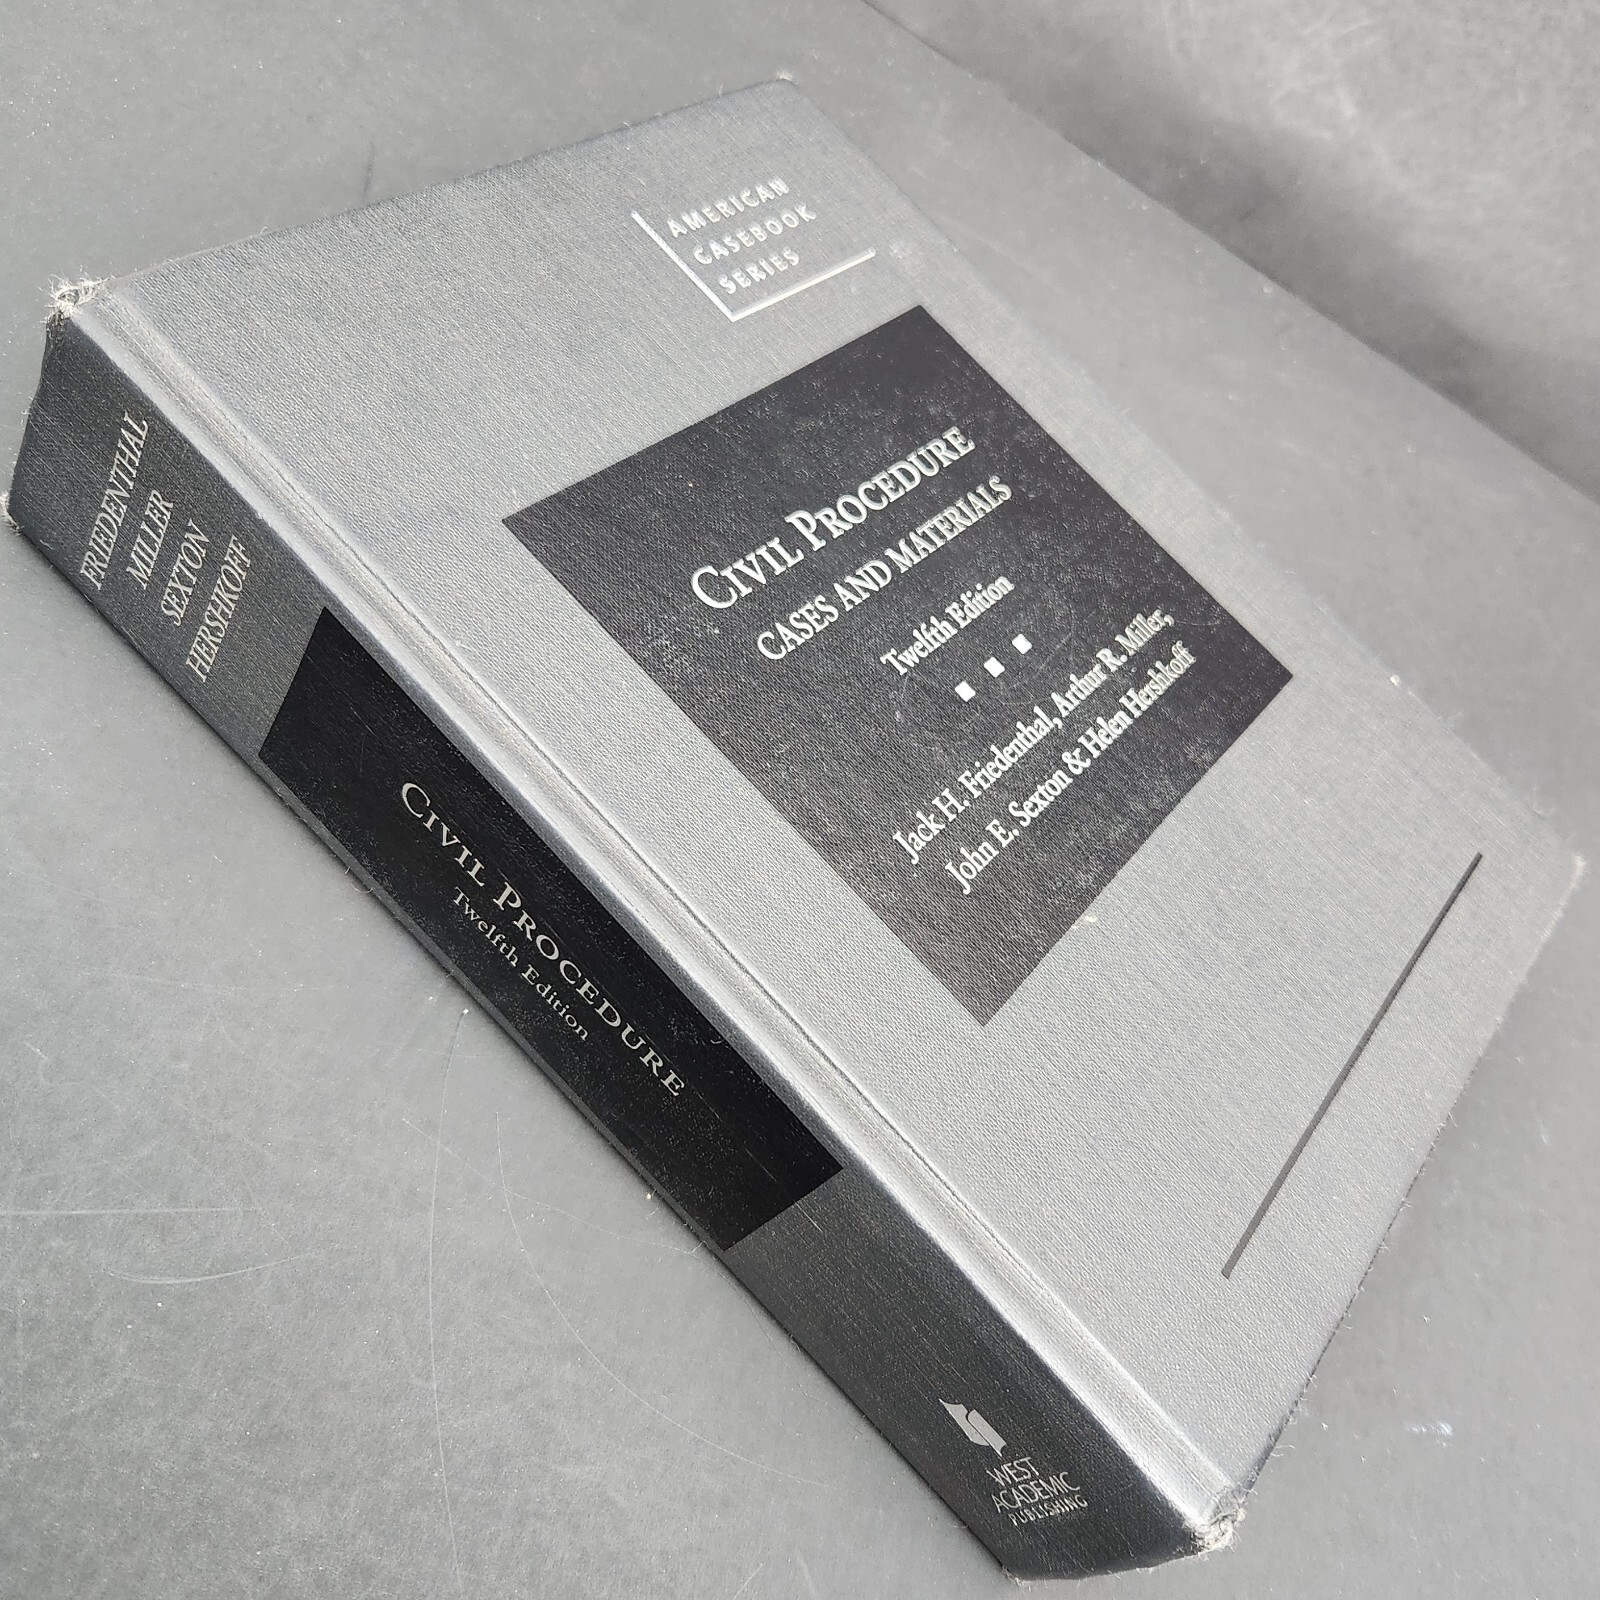 AMERICAN
CASEBOOK
SERIES
CIVIL PROCEDURE
CASES AND MATERIALS
Twelfth Edition
Jack H. Friedenthal, Arthur R. Miller,
John E. Sexton & Helen Hershkoff
FRIEDENTHAL
MILLER
SEXTON
HERSHKOFF
CIVIL PROCEDURE
Twelfth Edition
WEST
ACADEMIC
PUBLISHING